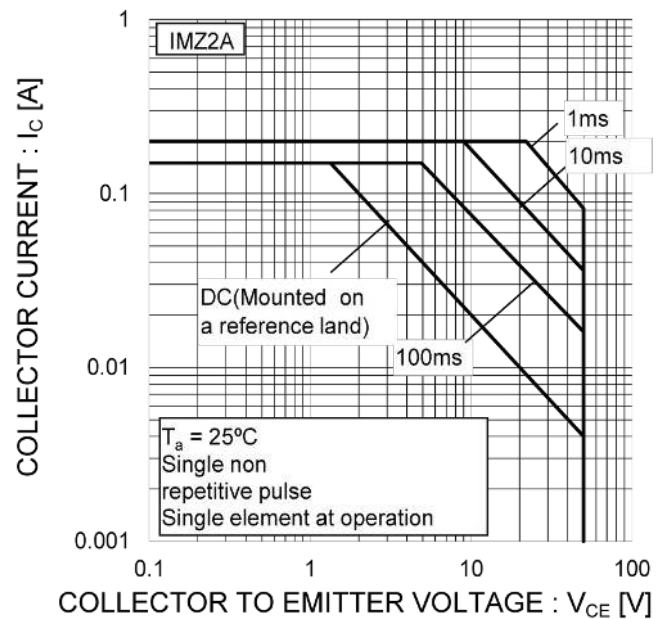 COLLECTOR CURRENT : IC [A]
1
0.1
0.01
0.001
IMZ2A
1ms
10ms
DC(Mounted on
a reference land)
100ms
Ta = 25ºC
Single non
repetitive pulse
Single element at operation
0.1
1
10
100
COLLECTOR TO EMITTER VOLTAGE : VCE [V]